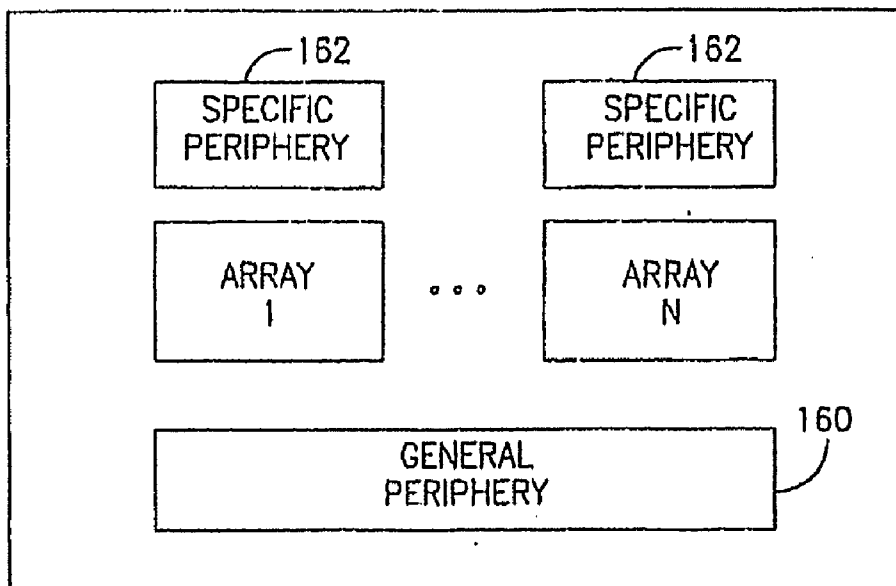 162
162
SPECIFIC
PERIPHERY
SPECIFIC
PERIPHERY
ARRAY
1
ARRAY
N
160
GENERAL
PERIPHERY